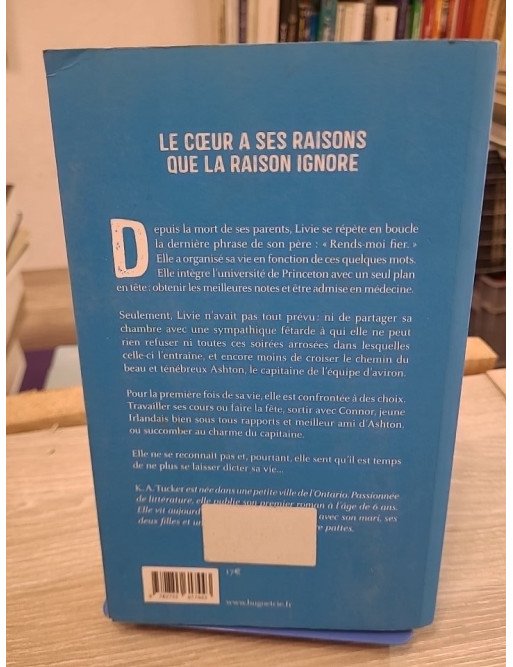 LE CŒUR A SES RAISONS
QUE LA RAISON IGNORE
Depuis la mort de ses parents, Livie se répète en boucle
la dernière phrase de son père : « Rends-moi fier. »
Elle a organisé sa vie en fonction de ces quelques mots.
Elle intègre l'université de Princeton avec un seul plan
en tête : obtenir les meilleures notes et être admise en médecine.
Seulement, Livie n'avait pas tout prévu : ni de partager sa
chambre avec une sympathique fêtarde à qui elle ne peut
rien refuser ni toutes ces soirées arrosées dans lesquelles
celle-ci l'entraine, et encore moins de croiser le chemin du
beau et ténébreux Ashton, le capitaine de l'équipe d'aviron.
Pour la première fois de sa vie, elle est confrontée à des choix.
Travailler ses cours ou faire la fête, sortir avec Connor, jeune
Irlandais bien sous tous rapports et meilleur ami d'Ashton,
ou succomber au charme du capitaine.
Elle ne se reconnaît pas et, pourtant, elle sent qu'il est temps
de ne plus se laisser dicter sa vie...
K. A. Tucker est née dans une petite ville de l'Ontario. Passionnée
de littérature, elle publie son premier roman à l'âge de 6 ans.
Elle vit aujourd avec son mari, ses
deux filles et un pattes.
17€
www.hugoetcie.fr